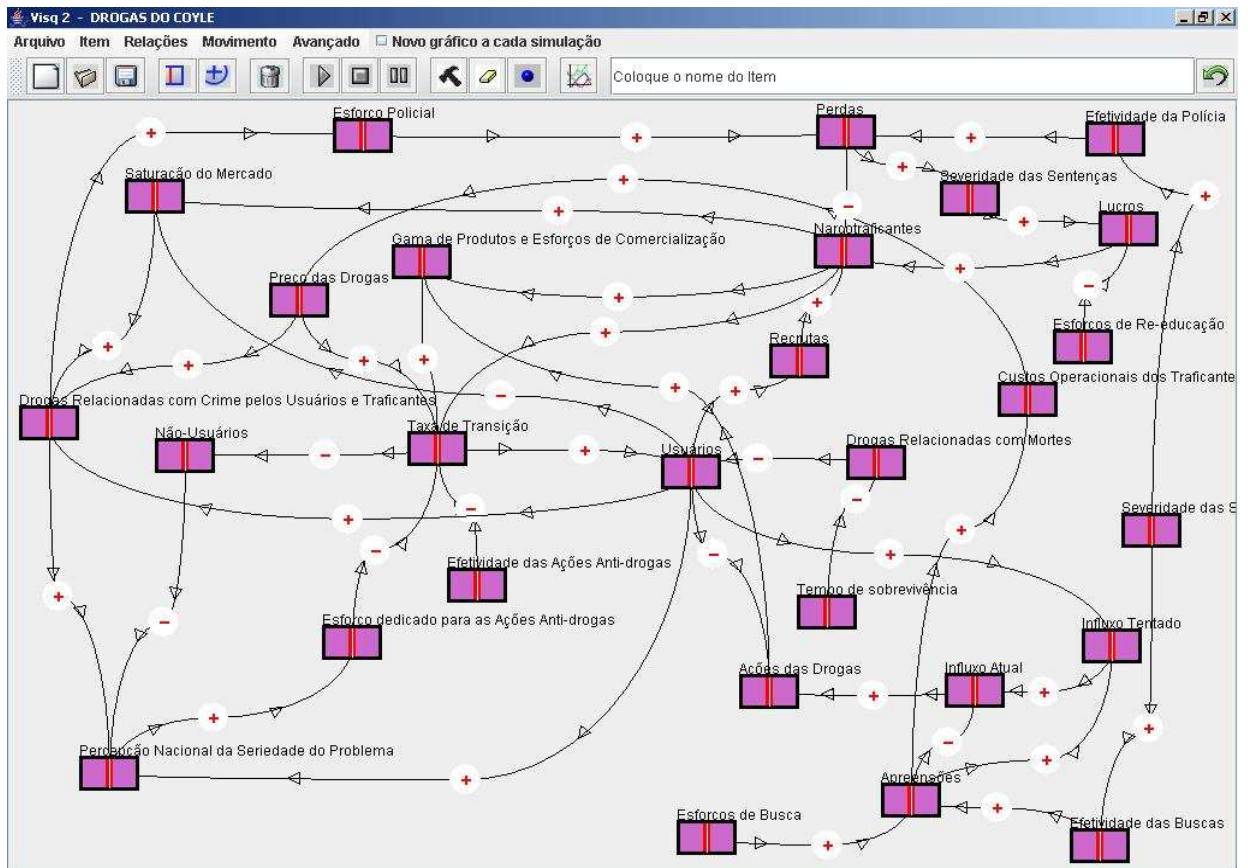 Visq 2 - DROGAS DO COYLE
Arquivo Item Relações Movimento Avançado Novo gráfico a cada simulação
Coloque o nome do Item
Esforço Policial
Perdas
Efetividade da Polícia
Saturação do Mercado
Severidade das Sentenças
Lucros
Gama de Produtos e Esforços de Comercialização
Narcotraficantes
Preço das Drogas
Recrutas
Esforços de Re-educação
Custos Operacionais dos Traficante
Drogas Relacionadas com Crime pelos Usuários e Traficantes
Não-Usuários
Taxa de Transição
Usuários
Drogas Relacionadas com Mortes
Severidade das S
Efetividade das Ações Anti-drogas
Tempo de sobrevivência
Esforço dedicado para as Ações Anti-drogas
Influxo Tentado
Ações das Drogas
Influxo Atual
Percepção Nacional da Seriedade do Problema
Apreensões
Esforços de Busca
Efetividade das Buscas